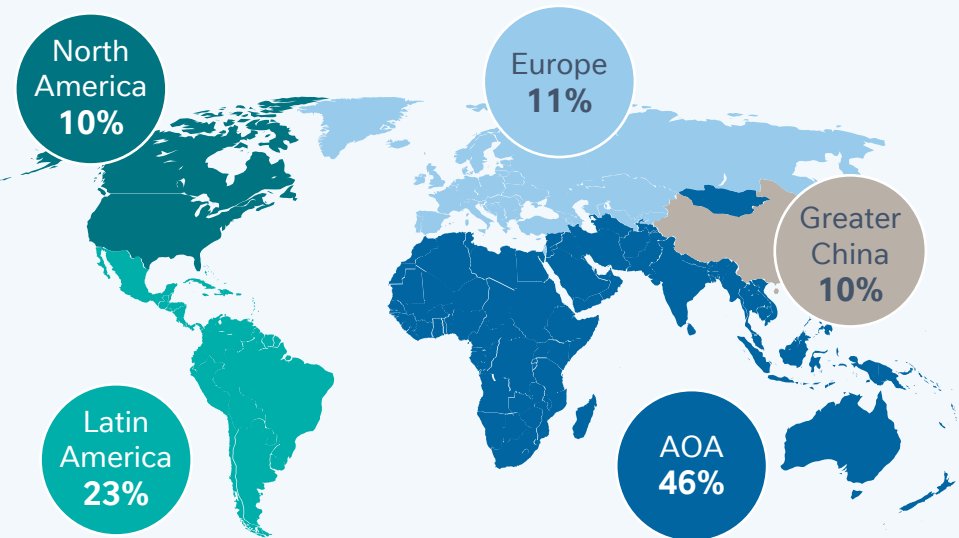 North
America
10%
Europe
11%
Greater
China
10%
Latin
America
23%
AOA
46%